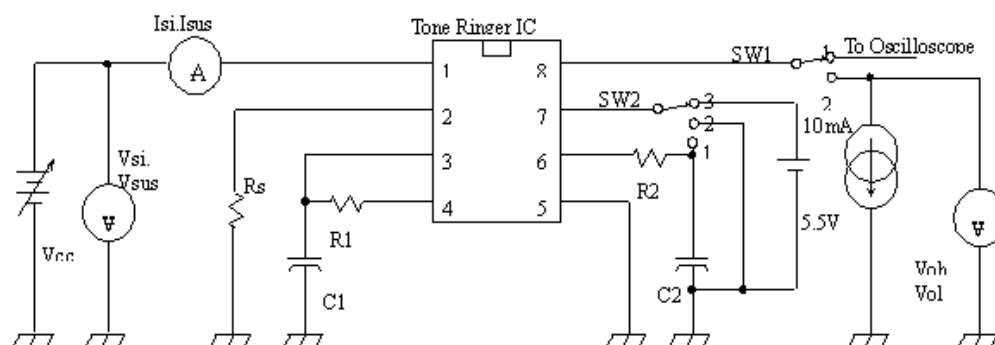 Isi.Isus
Tone Ringer IC
To Oscilloscope
SW1
1
2
A
1
8
2
7
SW2
3
2
1
10mA
3
6
4
5
Vsi.
Vsus
V
Rs
R1
R2
5.5V
V
Vcc
C1
C2
Voh
Vol